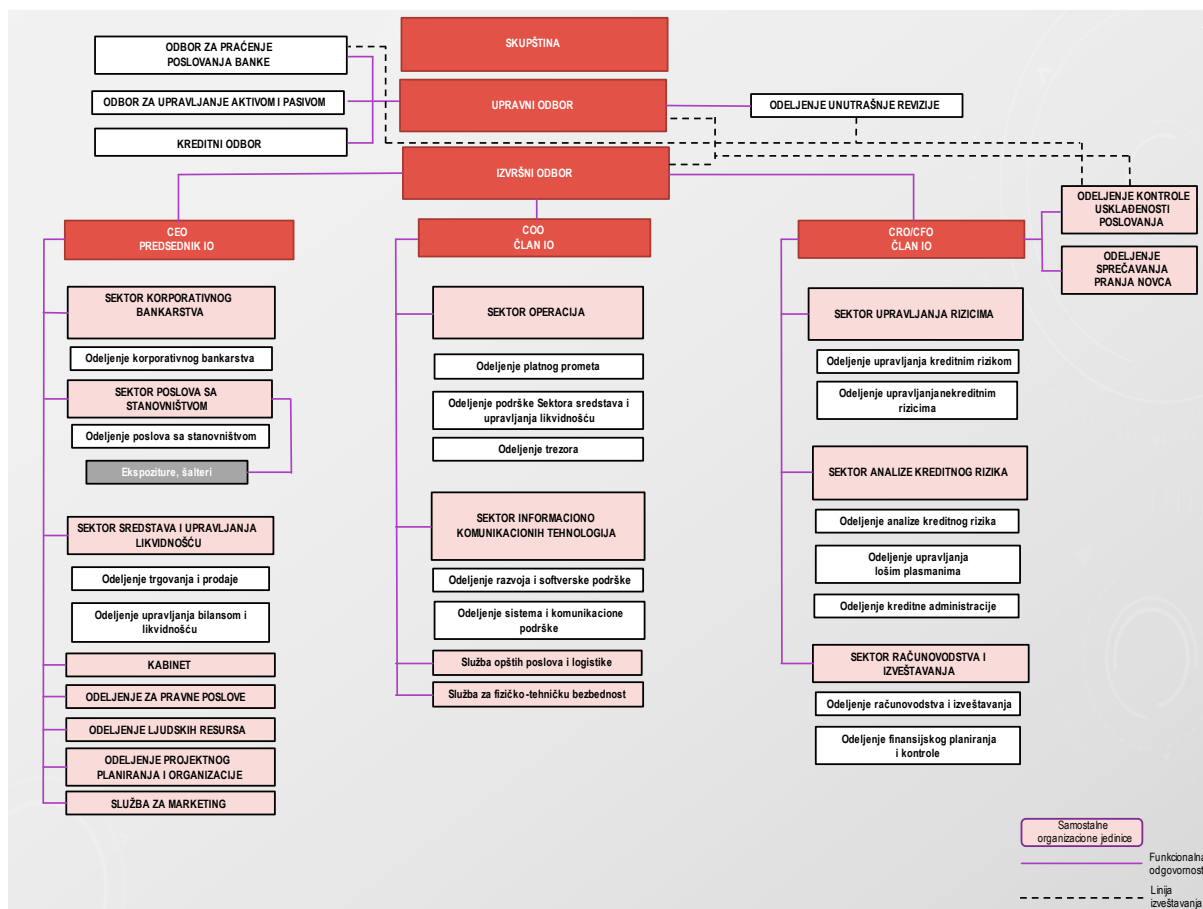 SKUPŠTINA
ODBOR ZA PRAĆENJE
POSLOVANJA BANKE
UPRAVNI ODBOR
ODBOR ZA UPRAVLJANJE AKTIVOM I PASIVOM
ODELJENJE UNUTRAŠNJE REVIZIJE
KREDITNI ODBOR
IZVRŠNI ODBOR
ODELJENJE KONTROLE
USKLAĐENOSTI
POSLOVANJA
ODELJENJE
SPREČAVANJA
PRANJA NOVCA
CEO
PREDSEDNIK IO
SEKTOR KORPORATIVNOG
BANKARSTVA
Odeljenje korporativnog bankarstva
SEKTOR POSLOVA SA
STANOVNIŠTVOM
Odeljenje poslova sa stanovništvom
Ekspoziture, šalteri
SEKTOR SREDSTAVA I UPRAVLJANJA
LIKVIDNOŠĆU
Odeljenje trgovanja i prodaje
Odeljenje upravljanja bilansom i
likvidnošću
KABINET
ODELJENJE ZA PRAVNE POSLOVE
ODELJENJE LJUDSKIH RESURSA
ODELJENJE PROJEKTNOG
PLANIRANJA I ORGANIZACIJE
SLUŽBA ZA MARKETING
COO
ČLAN IO
SEKTOR OPERACIJA
Odeljenje platnog prometa
Odeljenje podrške Sektora sredstava i
upravljanja likvidnošću
Odeljenje trezora
SEKTOR INFORMACIONO
KOMUNIKACIONIH TEHNOLOGIJA
Odeljenje razvoja i softverske podrške
Odeljenje sistema i komunikacione
podrške
Služba opštih poslova i logistike
Služba za fizičko-tehničku bezbednost
CRO/CFO
ČLAN IO
SEKTOR UPRAVLJANJA RIZICIMA
Odeljenje upravljanja kreditnim rizikom
Odeljenje upravljanjanekreditnim
rizicima
SEKTOR ANALIZE KREDITNOG RIZIKA
Odeljenje analize kreditnog rizika
Odeljenje upravljanja
lošim plasmanima
Odeljenje kreditne administracije
SEKTOR RAČUNOVODSTVA I
IZVEŠTAVANJA
Odeljenje računovodstva i izveštavanja
Odeljenje finansijskog planiranja
i kontrole
Samostalne
organizacione jedinice
Funkcionalna
odgovornost
Linija
izveštavanja